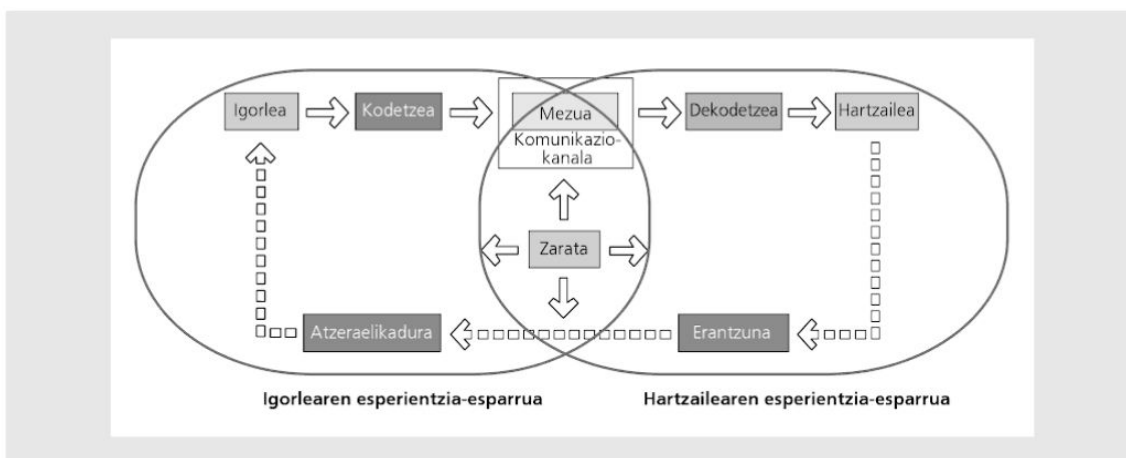 Igorlea
Kodetzea
Mezua
Komunikazio-
kanala
Dekodetzea
Hartzailea
Zarata
Atzeraelikadura
Erantzuna
Igorlearen esperientzia-esparrua
Hartzailearen esperientzia-esparrua